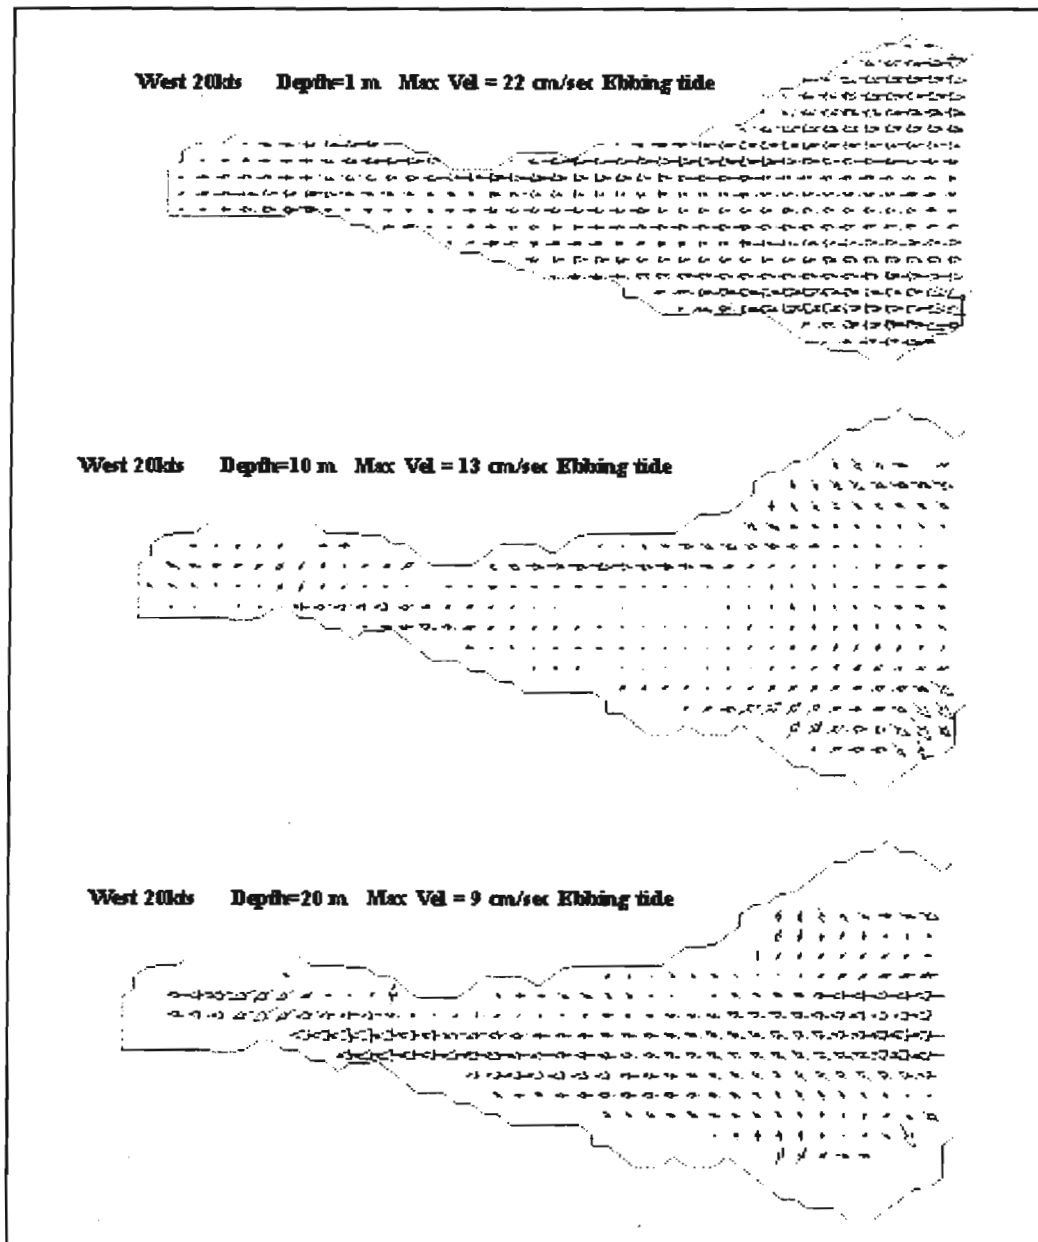 West 20kts Depth=1 m Max Vel = 22 cm/sec Ebbing tide
West 20kts Depth=10 m Max Vel = 13 cm/sec Ebbing tide
West 20kts Depth=20 m Max Vel = 9 cm/sec Ebbing tide